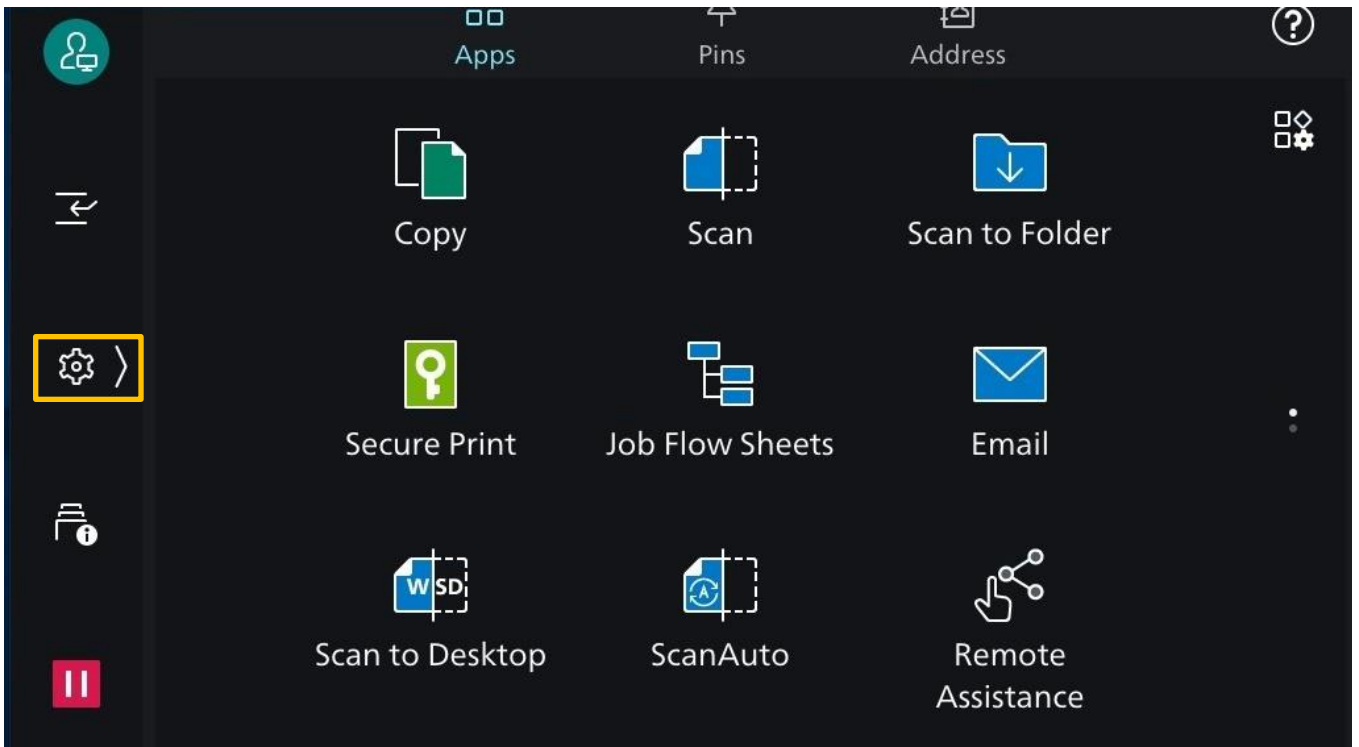 Apps Pins Address
Copy Scan Scan to Folder
Secure Print Job Flow Sheets Email
W SD A
Scan to Desktop ScanAuto Remote
Assistance